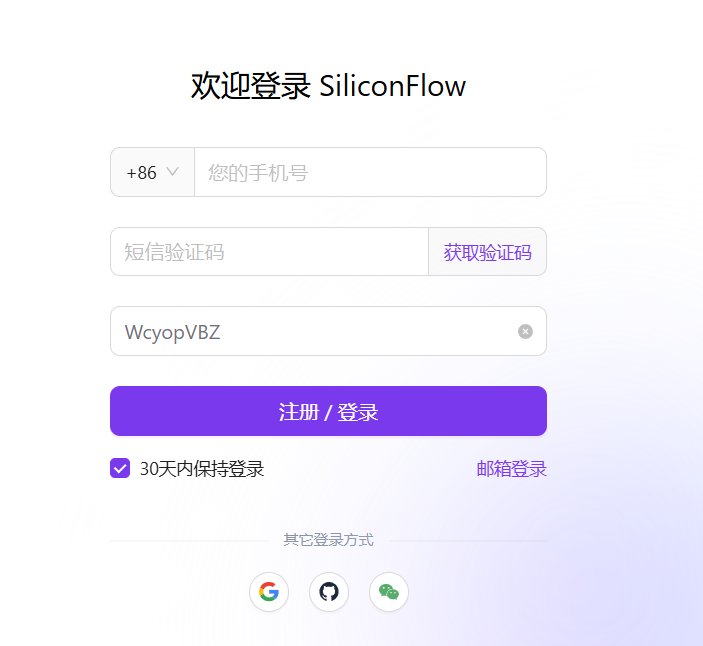 欢迎登录 SiliconFlow
+86 您的手机号
短信验证码 获取验证码
WcyopVBZ
注册 / 登录
30天内保持登录 邮箱登录
其它登录方式